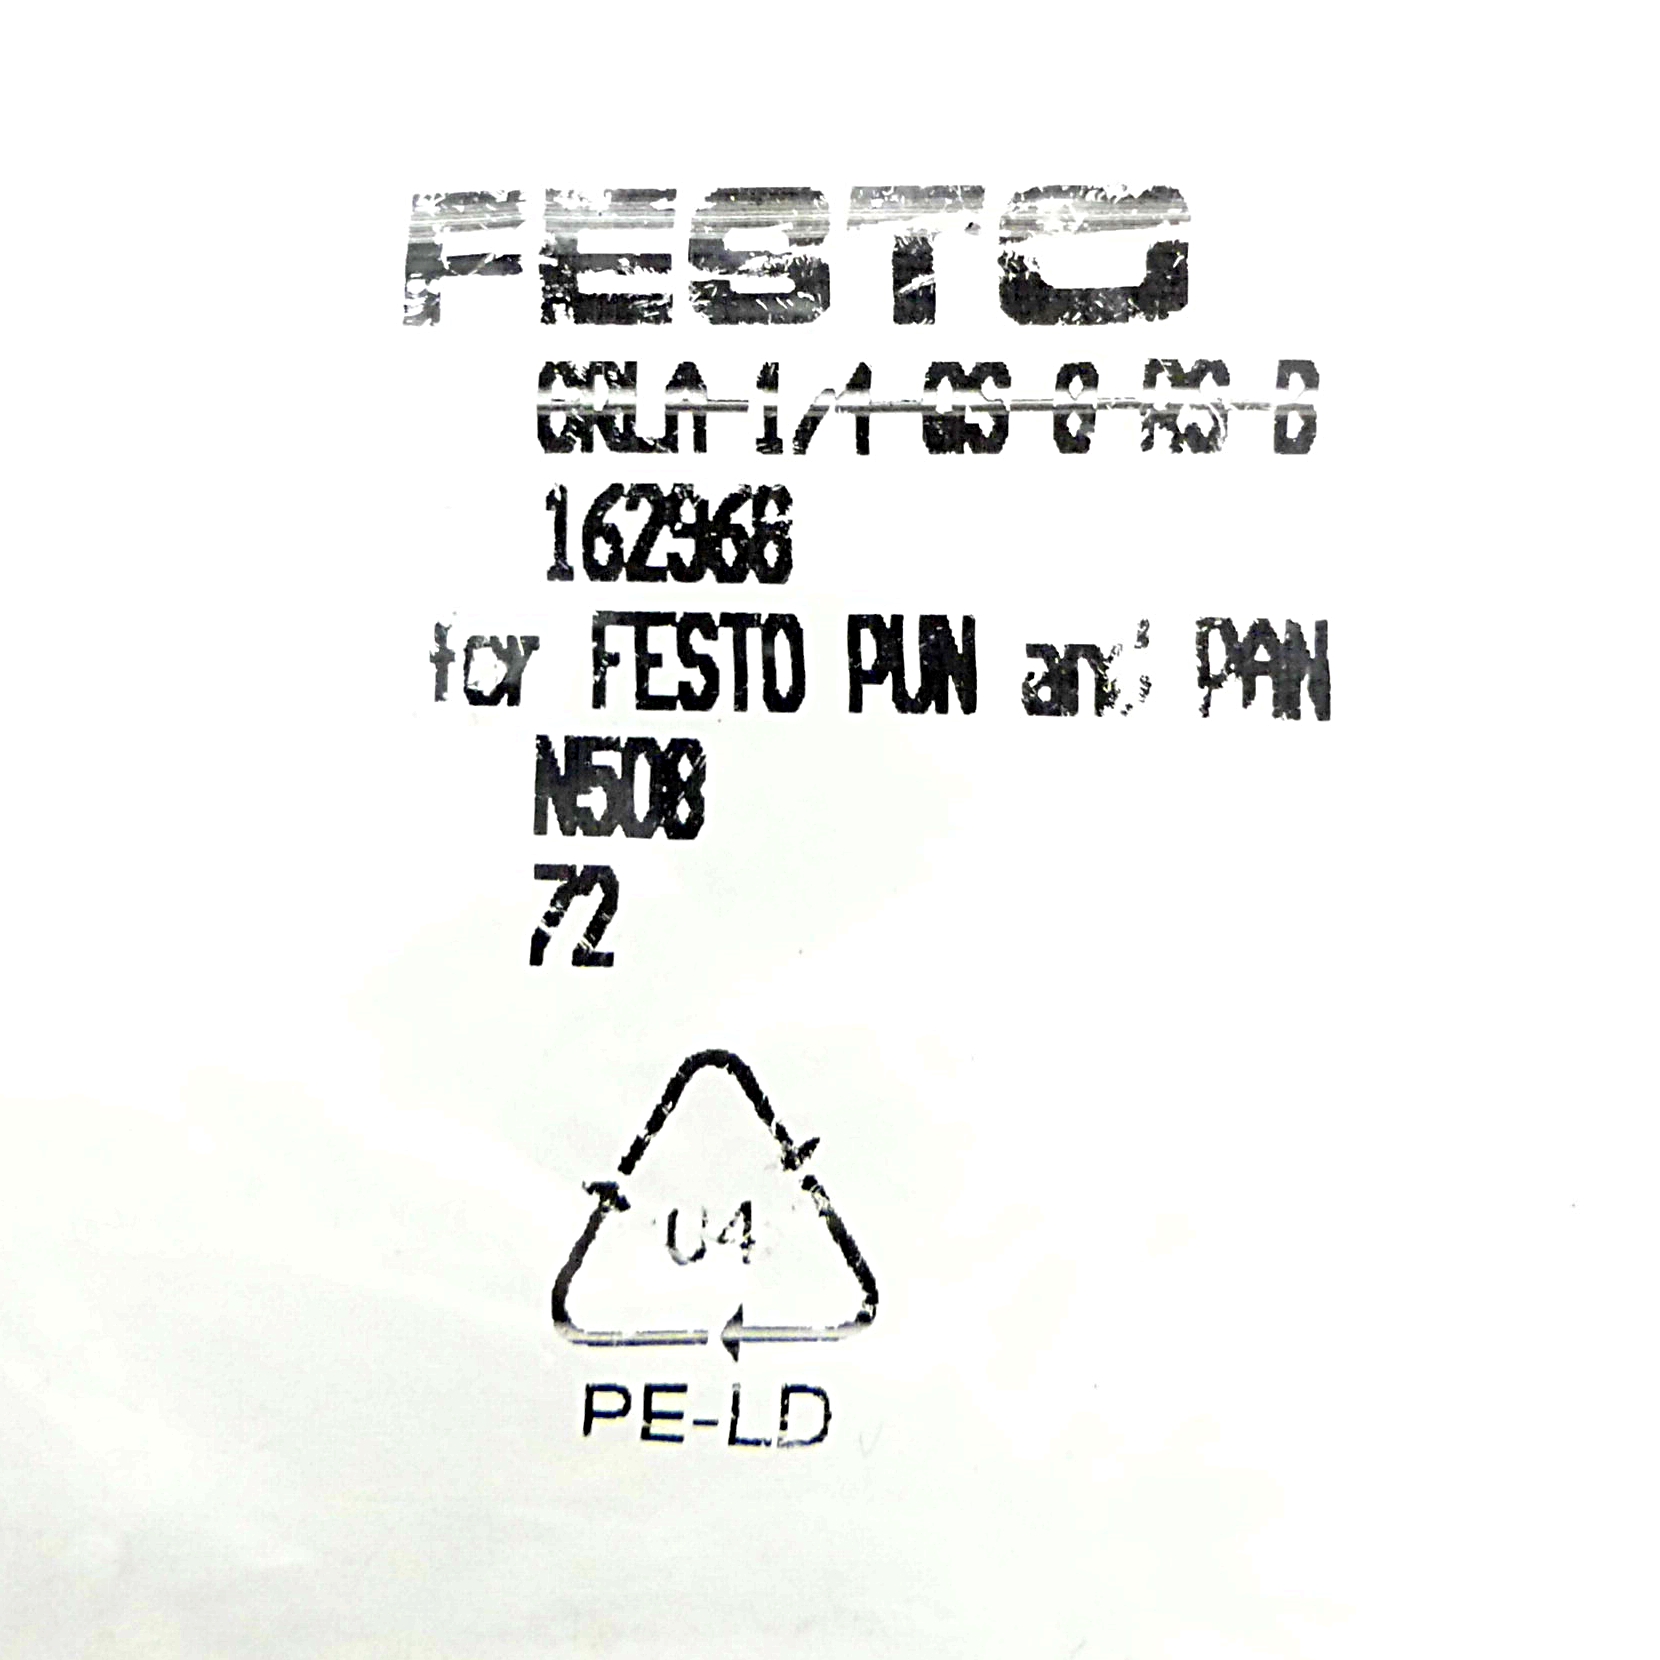 FESTO
GRLA-1/4-QS-8-RS-B
162968
for FESTO PUN and PAN
N508
72
04
PE-LD